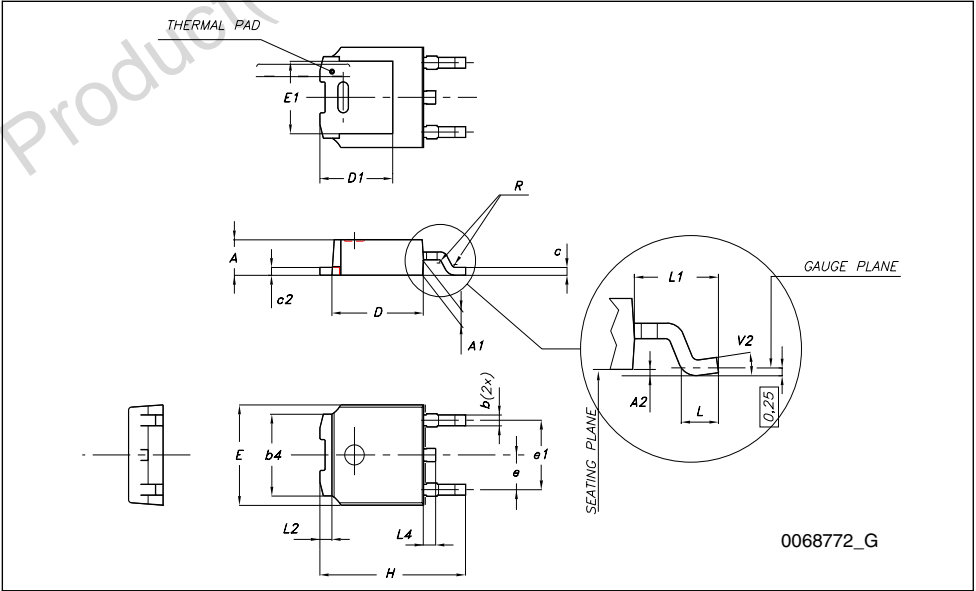 THERMAL PAD
Product(
E1
D1
R
A
c2
D
A1
c
L1
GAUGE PLANE
V2
A2
L
0,25
SEATING PLANE
b(2x)
E
b4
e
e1
L2
L4
H
0068772_G